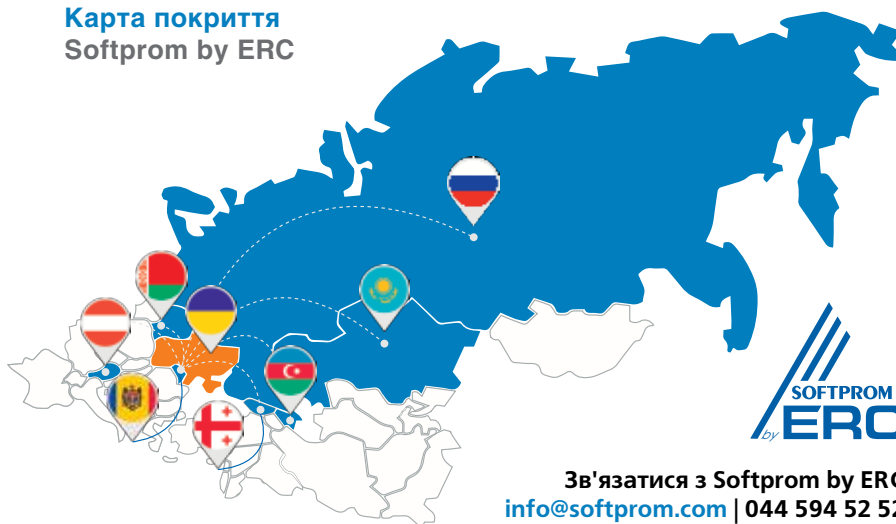 Карта покриття
Softprom by ERC
SOFTPROM
by ERC
Зв'язатися з Softprom by ERC
info@softprom.com | 044 594 52 52